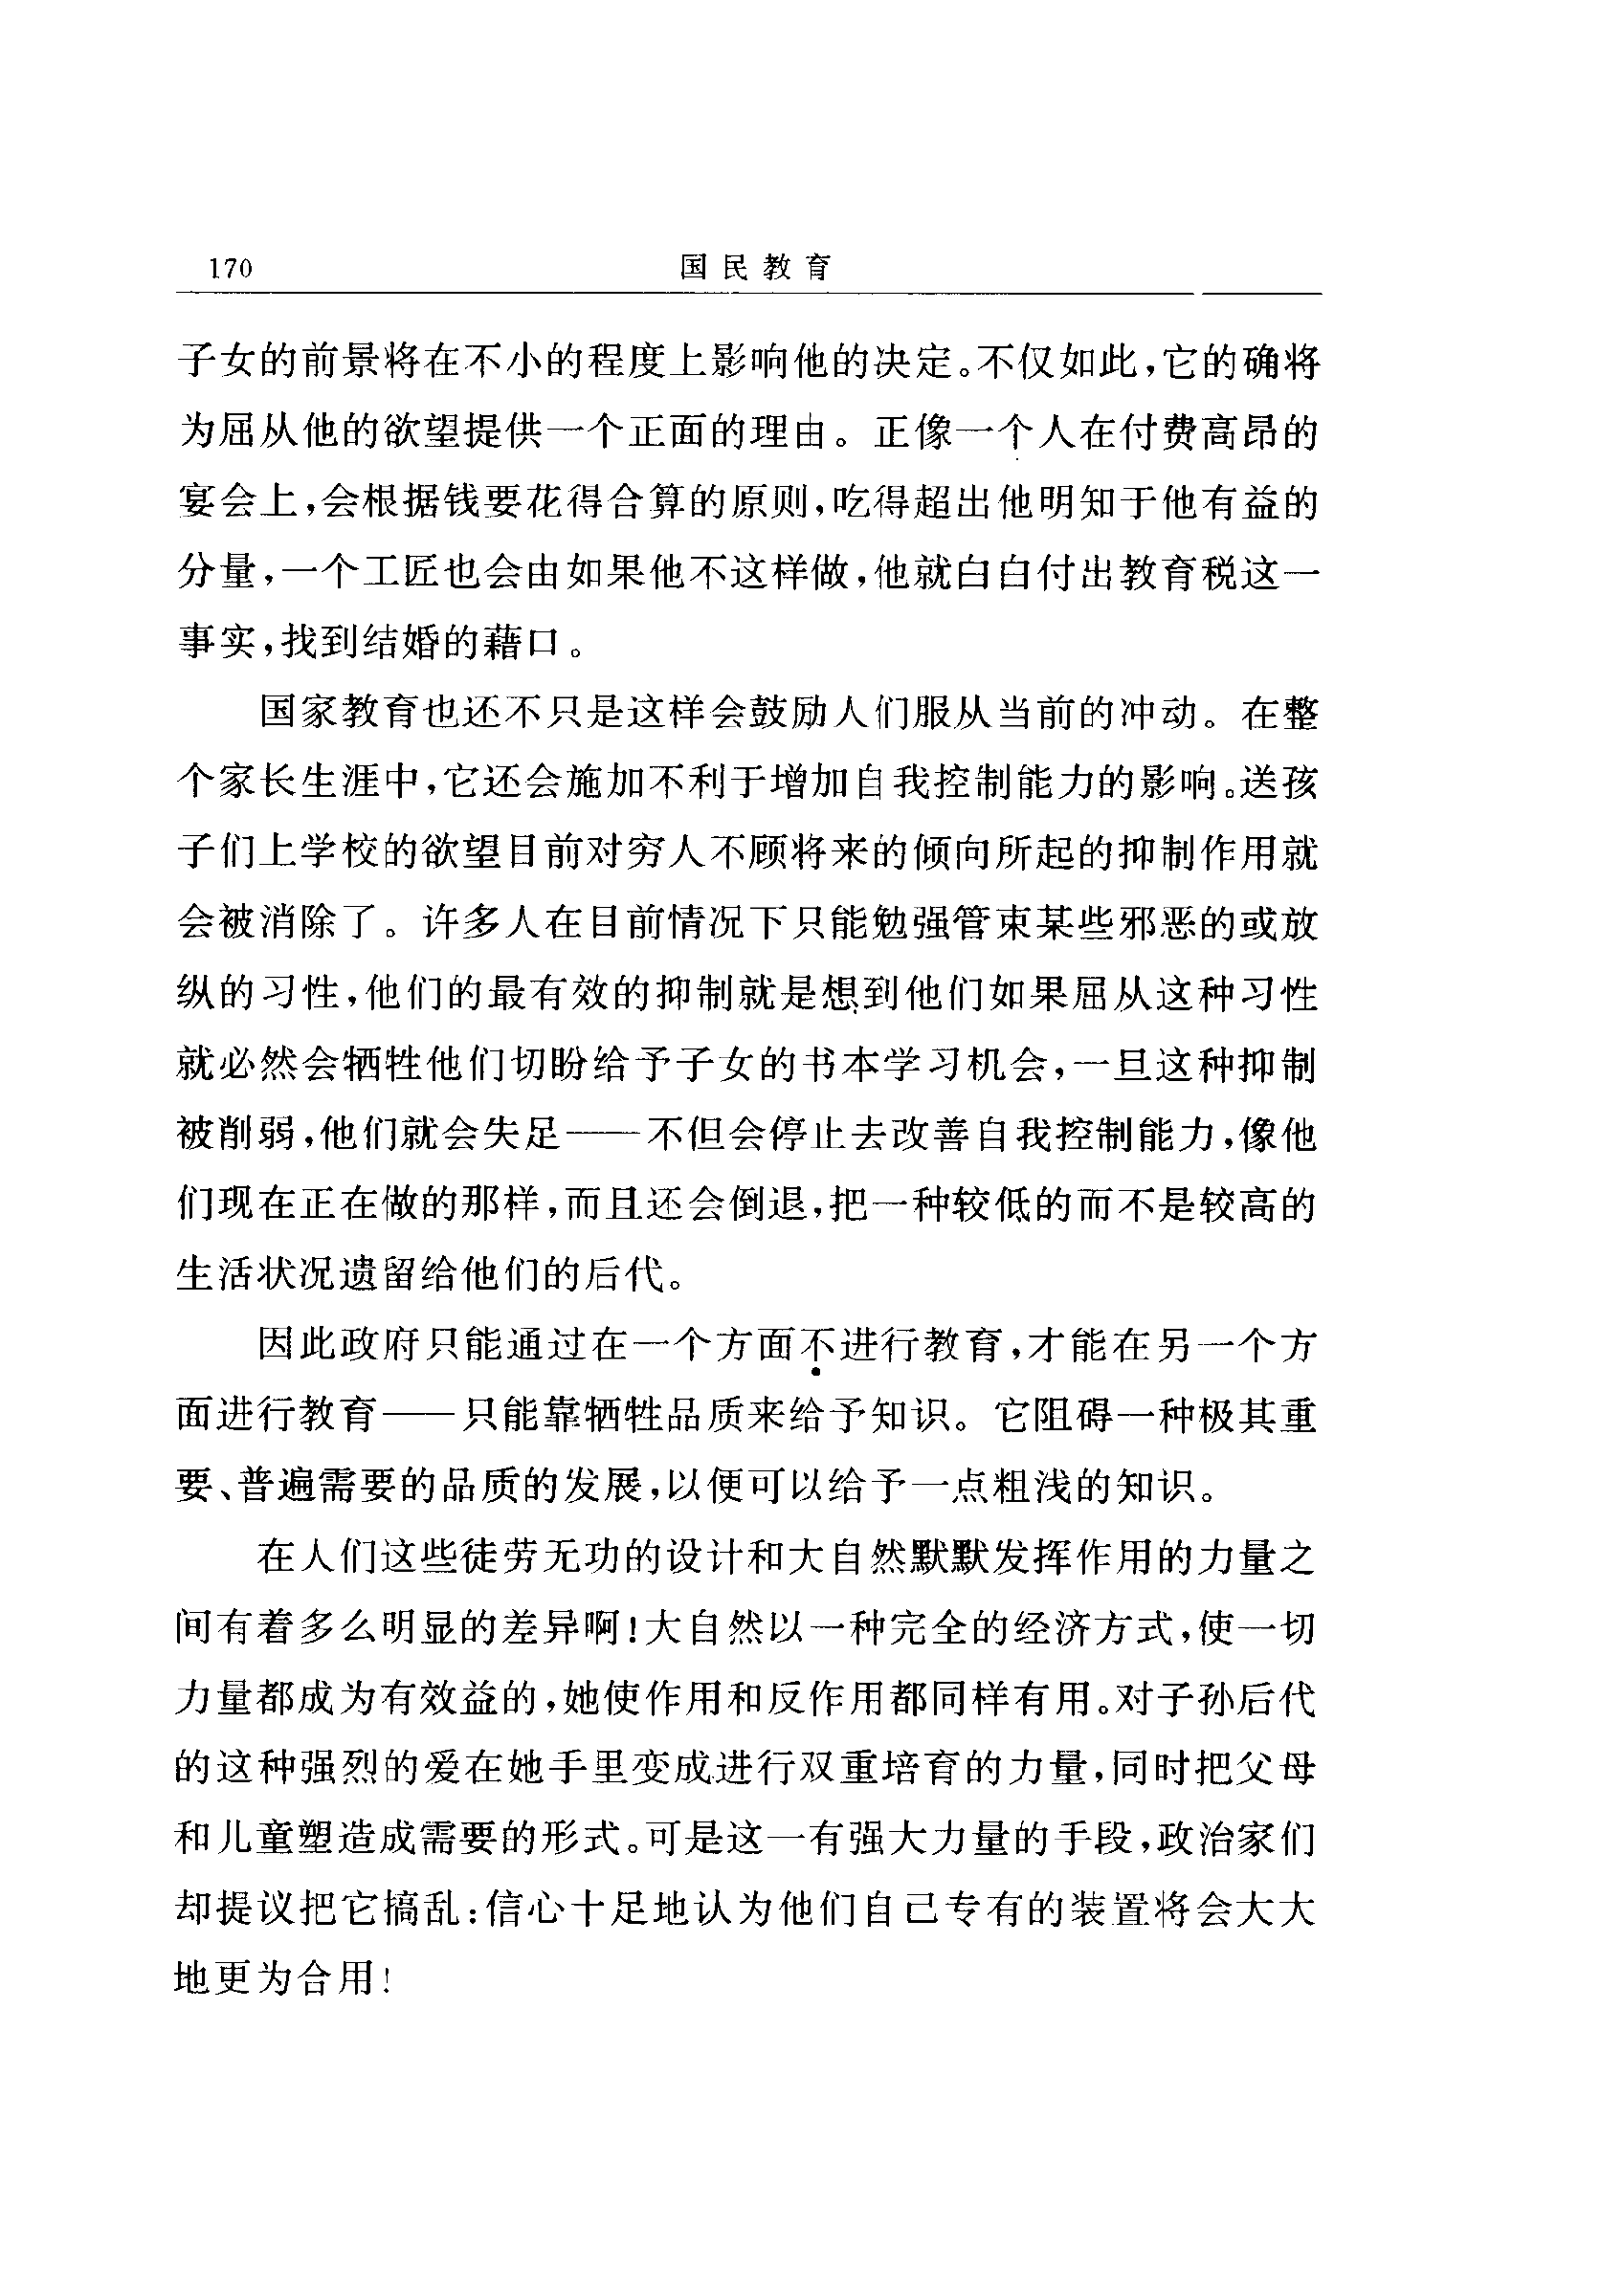 170 国民教育
子女的前景将在不小的程度上影响他的决定。不仅如此，它的确将
为屈从他的欲望提供一个正面的理由。正像一个人在付费高昂的
宴会上，会根据钱要花得合算的原则，吃得超出他明知于他有益的
分量，一个工匠也会由如果他不这样做，他就白白付出教育税这一
事实，找到结婚的藉口。
国家教育也还不只是这样会鼓励人们服从当前的冲动。在整
个家长生涯中，它还会施加不利于增加自我控制能力的影响。送孩
子们上学校的欲望目前对穷人不顾将来的倾向所起的抑制作用就
会被消除了。许多人在目前情况下只能勉强管束某些邪恶的或放
纵的习性，他们的最有效的抑制就是想到他们如果屈从这种习性
就必然会牺牲他们切盼给予子女的书本学习机会，一旦这种抑制
被削弱，他们就会失足——不但会停止去改善自我控制能力，像他
们现在正在做的那样，而且还会倒退，把一种较低的而不是较高的
生活状况遗留给他们的后代。
因此政府只能通过在一个方面不进行教育，才能在另一个方
面进行教育——只能靠牺牲品质来给予知识。它阻碍一种极其重
要、普遍需要的品质的发展，以便可以给予一点粗浅的知识。
在人们这些徒劳无功的设计和大自然默默发挥作用的力量之
间有着多么明显的差异啊！大自然以一种完全的经济方式，使一切
力量都成为有效益的，她使作用和反作用都同样有用。对子孙后代
的这种强烈的爱在她手里变成进行双重培育的力量，同时把父母
和儿童塑造成需要的形式。可是这一有强大力量的手段，政治家们
却提议把它搞乱：信心十足地认为他们自己专有的装置将会大大
地更为合用！